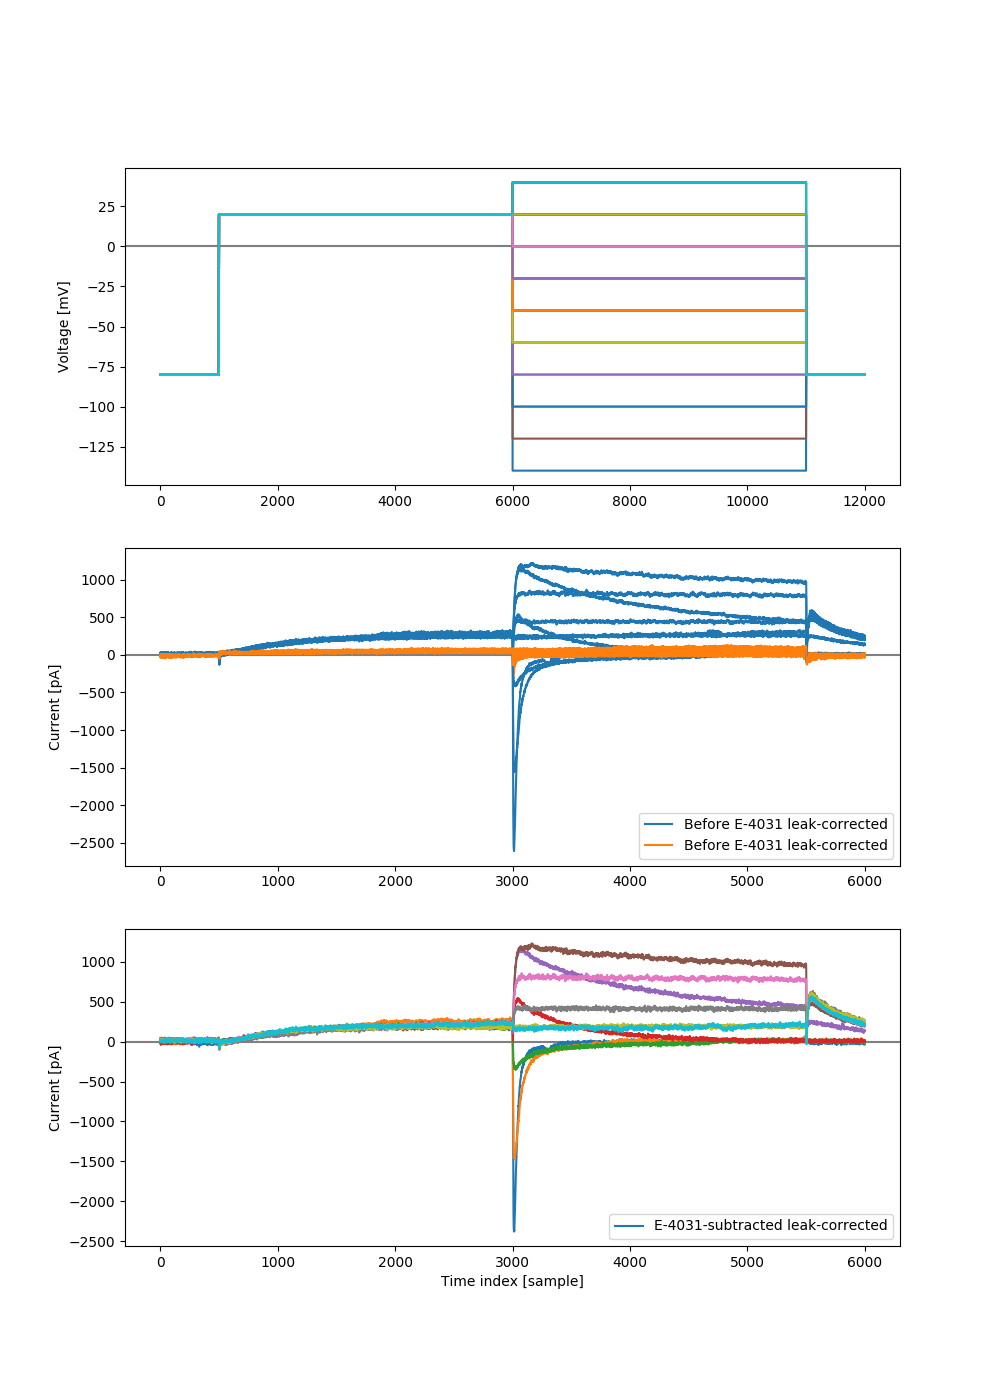 25
0
−25
−50
−75
−100
−125
Voltage [mV]
0 2000 4000 6000 8000 10000 12000
1000
500
0
−500
−1000
−1500
−2000
−2500
Current [pA]
Before E-4031 leak-corrected
Before E-4031 leak-corrected
0 1000 2000 3000 4000 5000 6000
1000
500
0
−500
−1000
−1500
−2000
−2500
Current [pA]
E-4031-subtracted leak-corrected
0 1000 2000 3000 4000 5000 6000
Time index [sample]